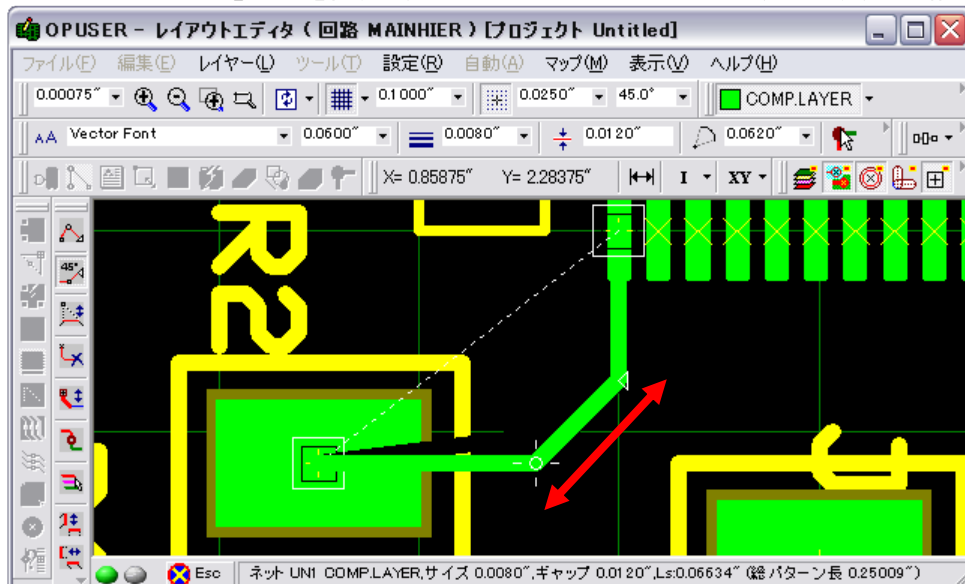 OPUSER - レイアウトエディタ ( 回路 MAINHIER ) [プロジェクト Untitled]
ファイル(F) 編集(E) レイヤー(L) ツール(T) 設定(R) 自動(A) マップ(M) 表示(V) ヘルプ(H)
0.00075" 0.1000" 0.0250" 45.0° COMP.LAYER
AA Vector Font 0.0600" 0.0080" 0.0120" 0.0620"
X= 0.85875" Y= 2.28375" I XY
45°
R2
Esc ネット UN1 COMP.LAYER,サイズ 0.0080",ギャップ 0.0120",Ls:0.06634" (総パターン長 0.25009")